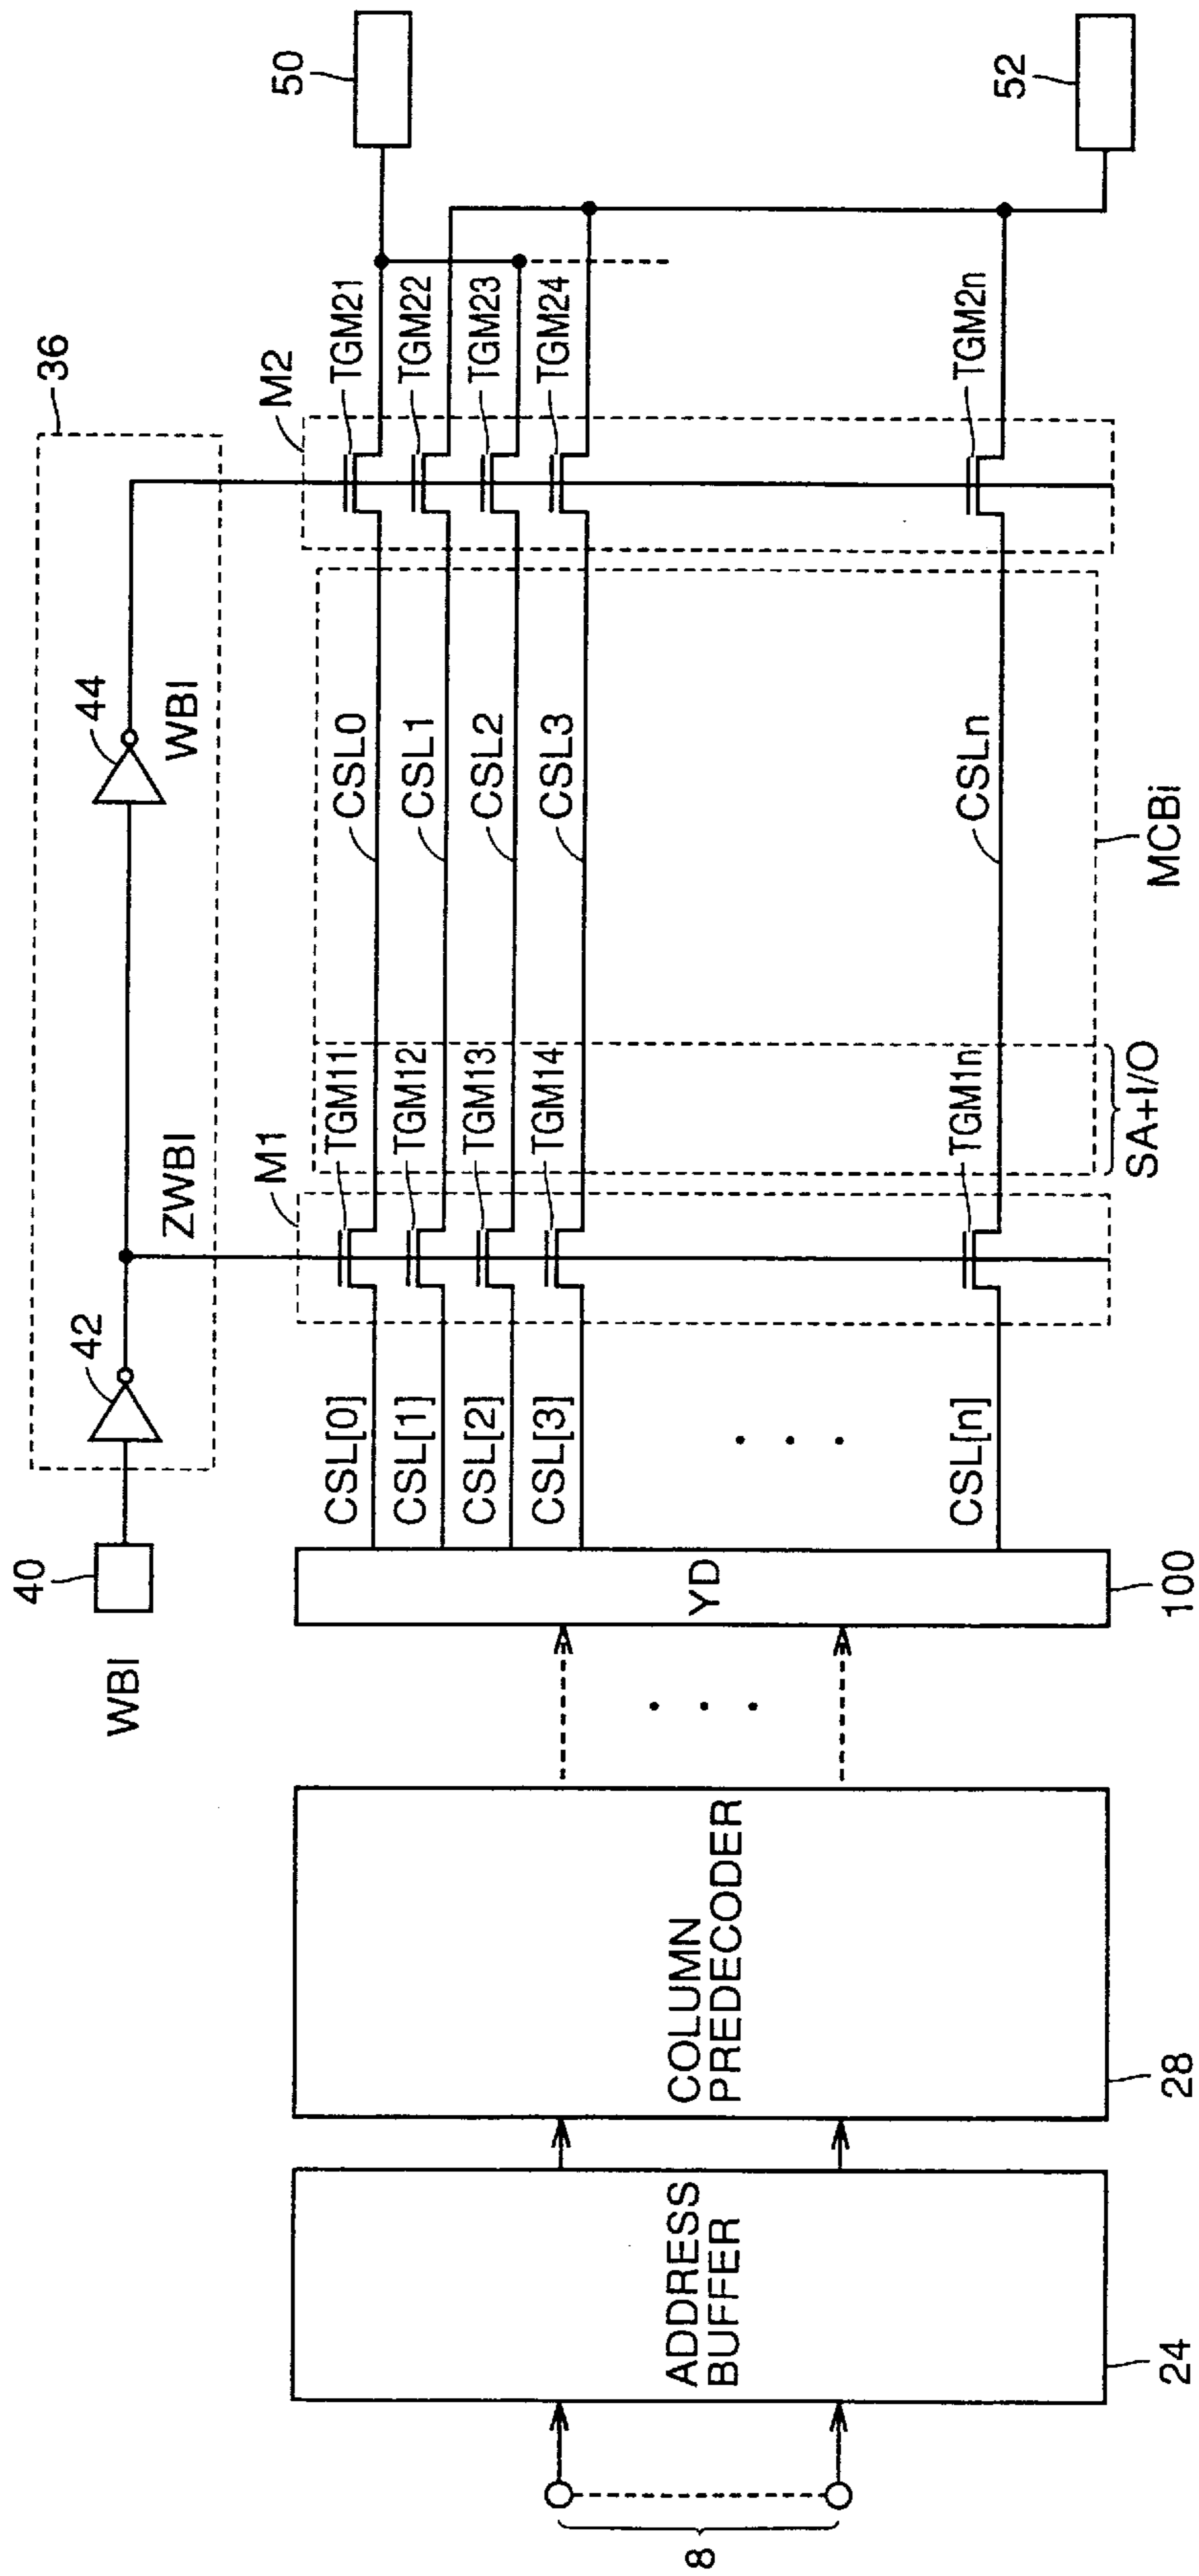 36
40
42
44
50
WBI
ZWBI
WBI
M1
M2
TGM11
TGM21
CSL[0]
CSL0
TGM12
TGM22
CSL[1]
CSL1
TGM13
TGM23
CSL[2]
CSL2
TGM14
TGM24
CSL[3]
CSL3
8
ADDRESS
BUFFER
COLUMN
PREDECODER
YD
. . .
. . .
TGM1n
TGM2n
CSL[n]
CSLn
52
24
28
100
SA+I/O
MCBi